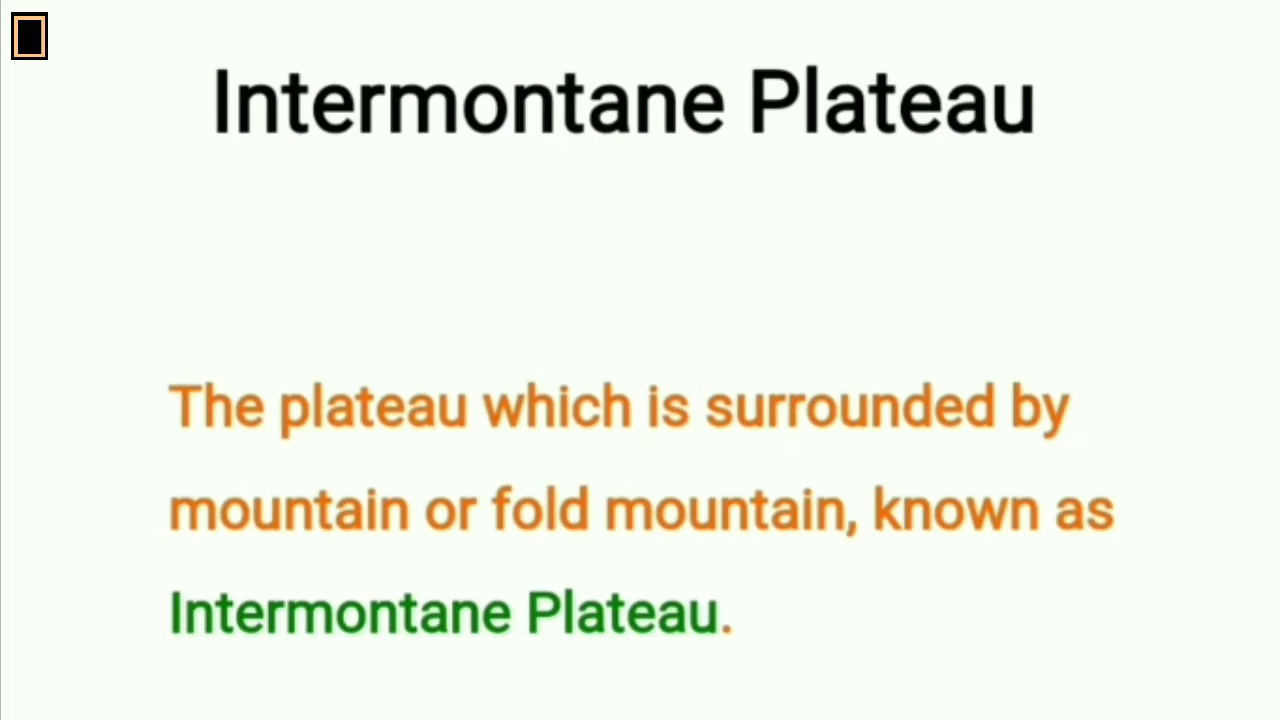 Intermontane Plateau
The plateau which is surrounded by
mountain or fold mountain, known as
Intermontane Plateau.